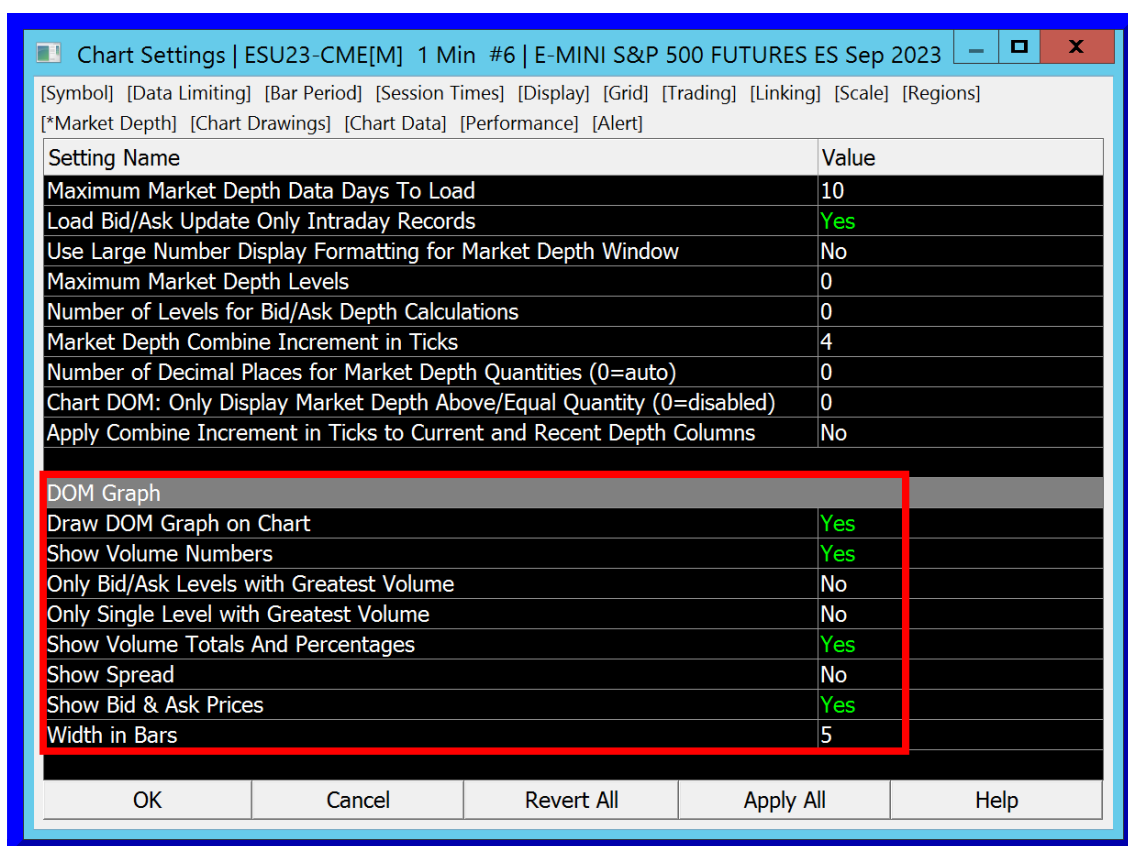 Chart Settings | ESU23-CME[M] 1 Min #6 | E-MINI S&P 500 FUTURES ES Sep 2023
[Symbol] [Data Limiting] [Bar Period] [Session Times] [Display] [Grid] [Trading] [Linking] [Scale] [Regions]
[*Market Depth] [Chart Drawings] [Chart Data] [Performance] [Alert]
Setting Name Value
Maximum Market Depth Data Days To Load 10
Load Bid/Ask Update Only Intraday Records Yes
Use Large Number Display Formatting for Market Depth Window No
Maximum Market Depth Levels 0
Number of Levels for Bid/Ask Depth Calculations 0
Market Depth Combine Increment in Ticks 4
Number of Decimal Places for Market Depth Quantities (0=auto) 0
Chart DOM: Only Display Market Depth Above/Equal Quantity (0=disabled) 0
Apply Combine Increment in Ticks to Current and Recent Depth Columns No
DOM Graph
Draw DOM Graph on Chart Yes
Show Volume Numbers Yes
Only Bid/Ask Levels with Greatest Volume No
Only Single Level with Greatest Volume No
Show Volume Totals And Percentages Yes
Show Spread No
Show Bid & Ask Prices Yes
Width in Bars 5
OK Cancel Revert All Apply All Help